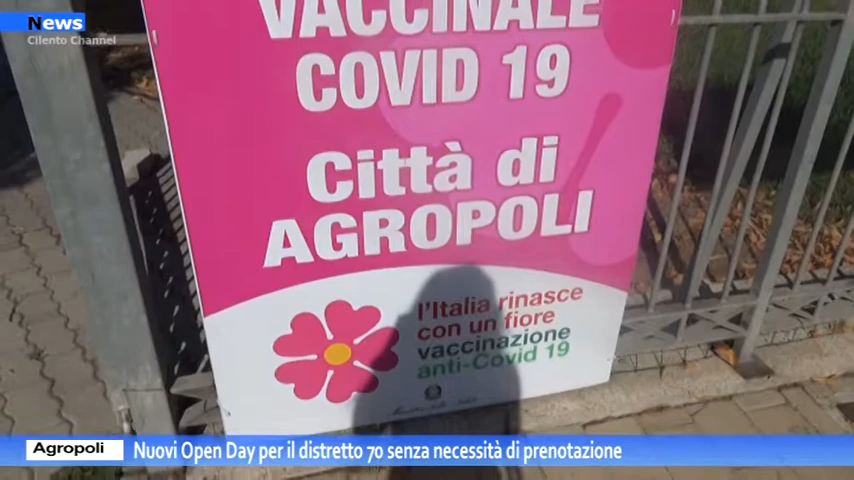 News
Cilento Channel
VACCINALE
COVID 19
Città di
AGROPOLI
l'Italia rinasce
con un fiore
vaccinazione
anti-Covid 19
Agropoli
Nuovi Open Day per il distretto 70 senza necessità di prenotazione